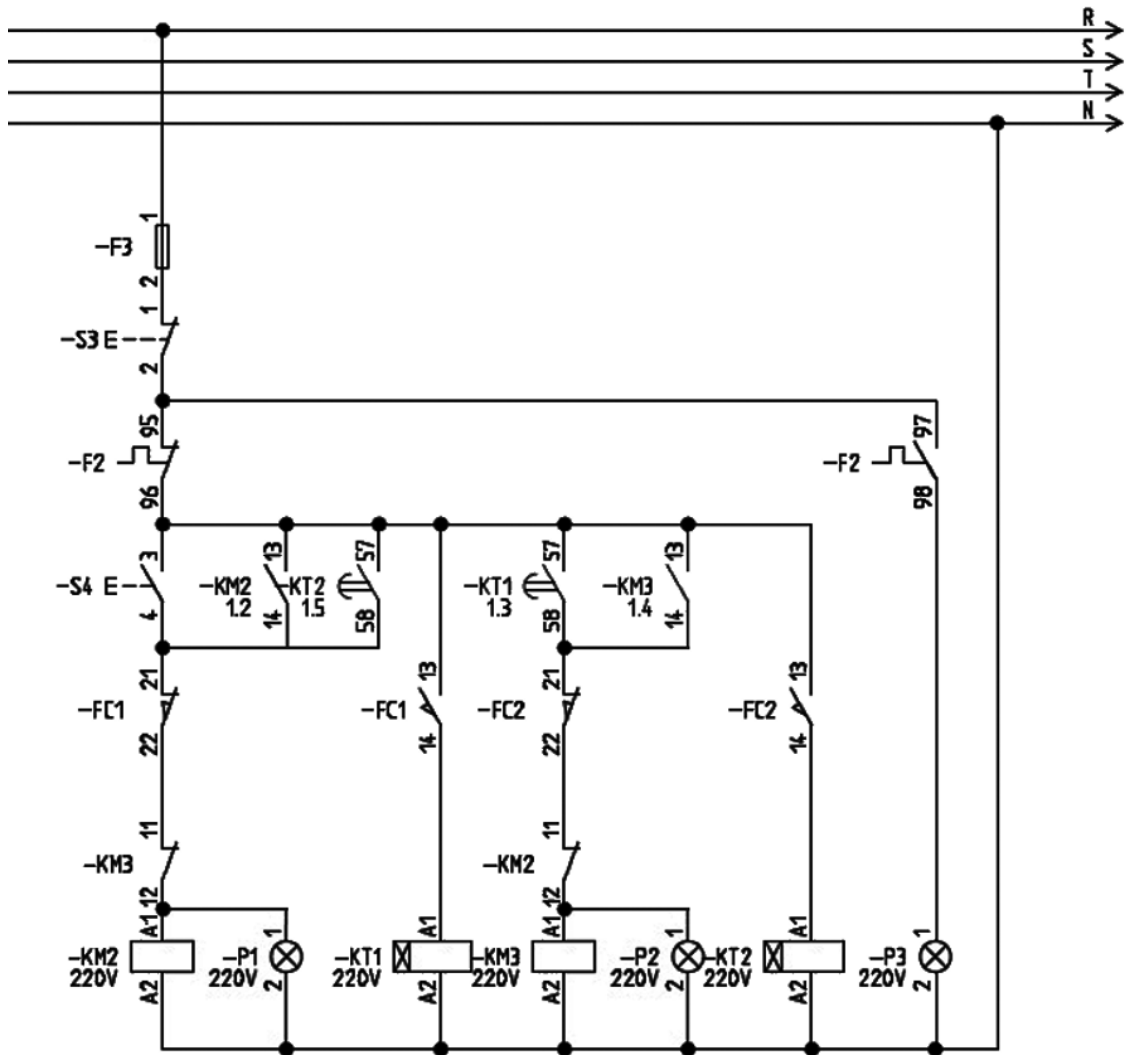 R
S
T
N
1
-F3
2
1
-S3 E
2
95
-F2
96
97
-F2
98
3
-S4 E
4
13
-KM2
1.2
14
57
-KT2
1.5
58
57
-KT1
1.3
58
13
-KM3
1.4
14
21
-FC1
22
13
-FC1
14
21
-FC2
22
13
-FC2
14
11
-KM3
12
11
-KM2
12
A1
-KM2
220V
A2
1
-P1
220V
2
A1
-KT1
220V
A2
A1
-KM3
220V
A2
1
-P2
220V
2
A1
-KT2
220V
A2
1
-P3
220V
2